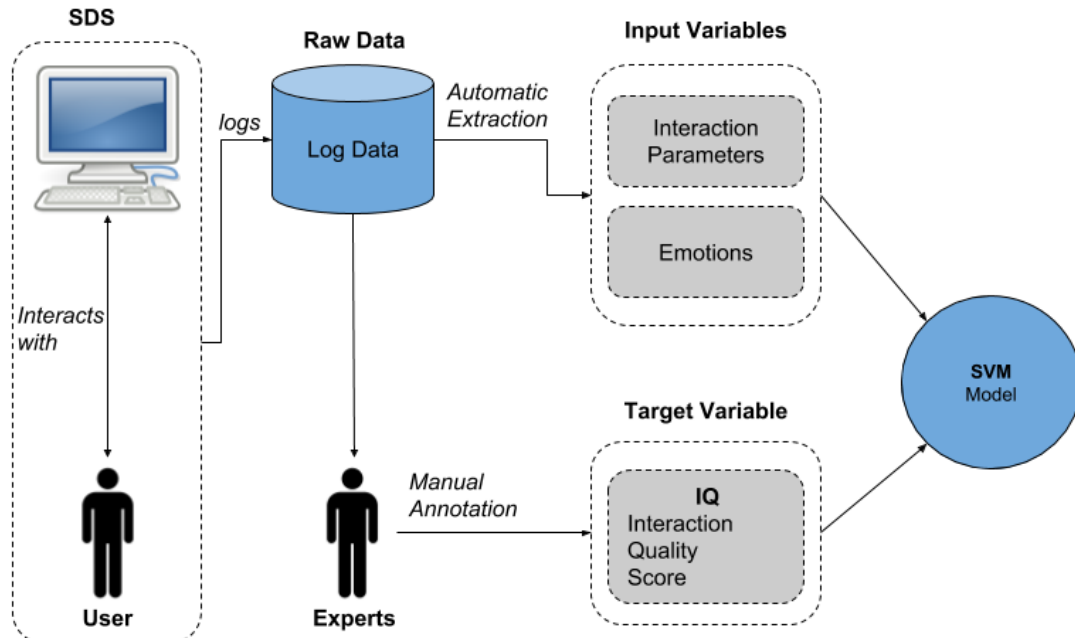 SDS
Interacts
with
User
logs
Raw Data
Log Data
Experts
Automatic
Extraction
Manual
Annotation
Input Variables
Interaction
Parameters
Emotions
Target Variable
IQ
Interaction
Quality
Score
SVM
Model